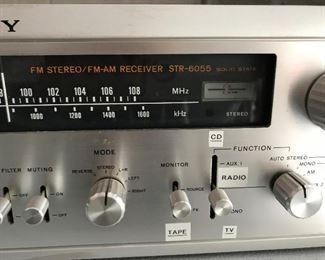 Y
FM STEREO/FM-AM RECEIVER STR-6055 SOLID STATE
100 102 104 106 108 MHz
1000 1200 1400 1600 kHz
STEREO
CD
FILTER MUTING MODE MONITOR FUNCTION
AUX 1
AUTO STEREO
MONO
AM
RADIO
REVERSE STEREO L+R
LEFT
RIGHT
ON
OFF
OFF
SOURCE
MONO
TAPE
TV